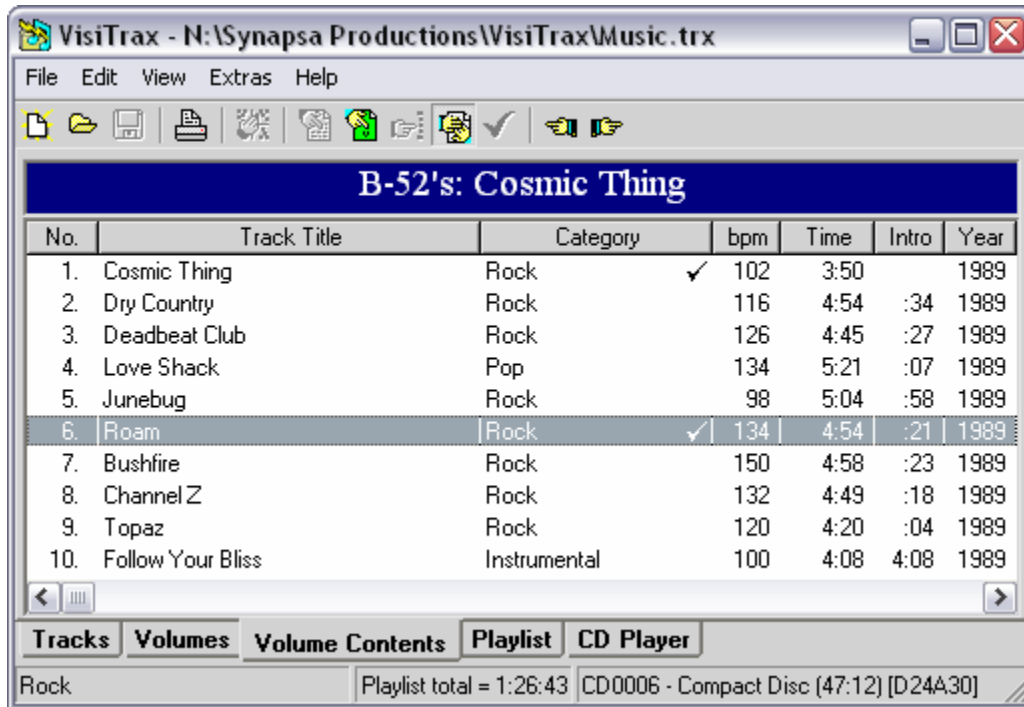 VisiTrax - N:\Synapsa Productions\VisiTrax\Music.trx
File Edit View Extras Help
B-52's: Cosmic Thing
No. Track Title Category bpm Time Intro Year
1. Cosmic Thing Rock ✓ 102 3:50 1989
2. Dry Country Rock 116 4:54 :34 1989
3. Deadbeat Club Rock 126 4:45 :27 1989
4. Love Shack Pop 134 5:21 :07 1989
5. Junebug Rock 98 5:04 :58 1989
6. Roam Rock ✓ 134 4:54 :21 1989
7. Bushfire Rock 150 4:58 :23 1989
8. Channel Z Rock 132 4:49 :18 1989
9. Topaz Rock 120 4:20 :04 1989
10. Follow Your Bliss Instrumental 100 4:08 4:08 1989
Tracks Volumes Volume Contents Playlist CD Player
Rock Playlist total = 1:26:43 CD0006 - Compact Disc (47:12) [D24A30]